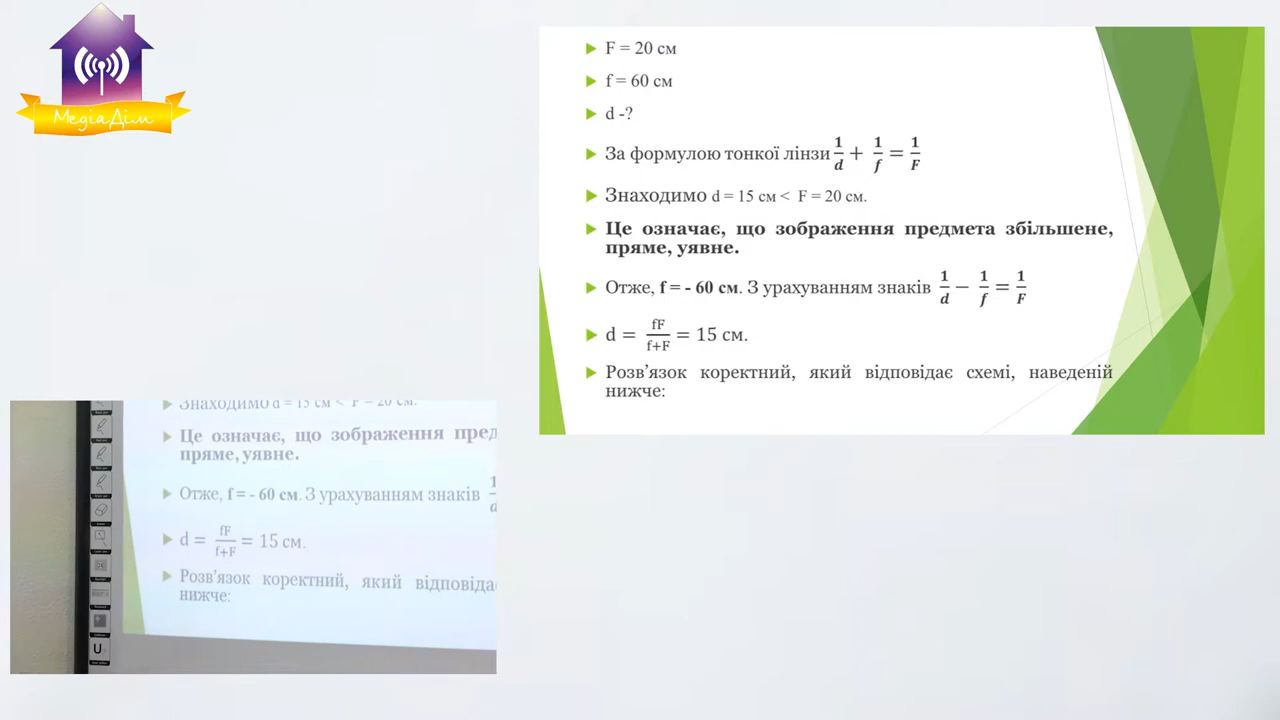 МедіаДім
F = 20 см
f = 60 см
d -?
За формулою тонкої лінзи 1/d + 1/f = 1/F
Знаходимо d = 15 см < F = 20 см.
Це означає, що зображення предмета збільшене,
пряме, уявне.
Отже, f = - 60 см. З урахуванням знаків 1/d − 1/f = 1/F
d = fF/f+F = 15 см.
Розв’язок коректний, який відповідає схемі, наведеній
нижче:
Знаходимо d = 15 см < F = 20 см.
Це означає, що зображення пред
пряме, уявне.
Отже, f = - 60 см. З урахуванням знаків 1/d
d = fF/f+F = 15 см.
Розв’язок коректний, який відповіда
нижче:
U